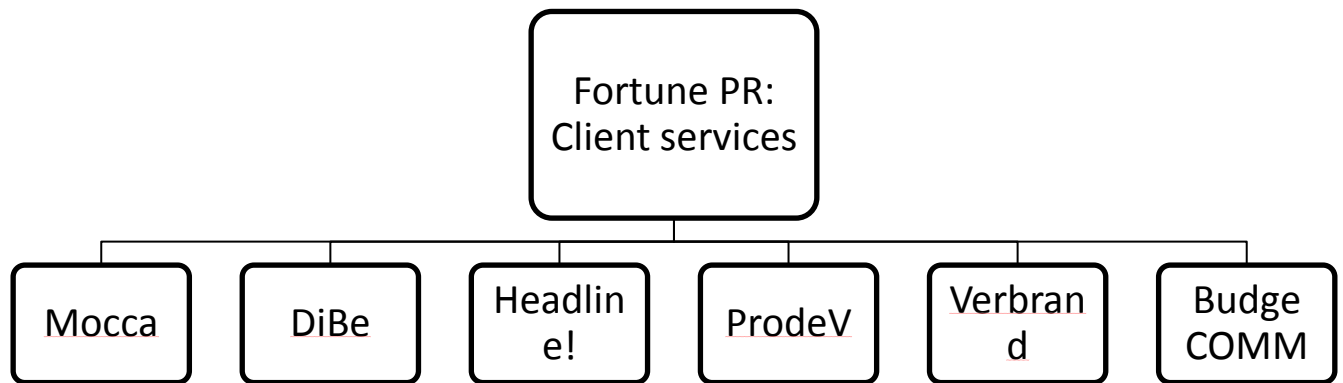 Fortune PR:
Client services
Mocca
DiBe
Headlin
e!
ProdeV
Verbran
d
Budge
COMM